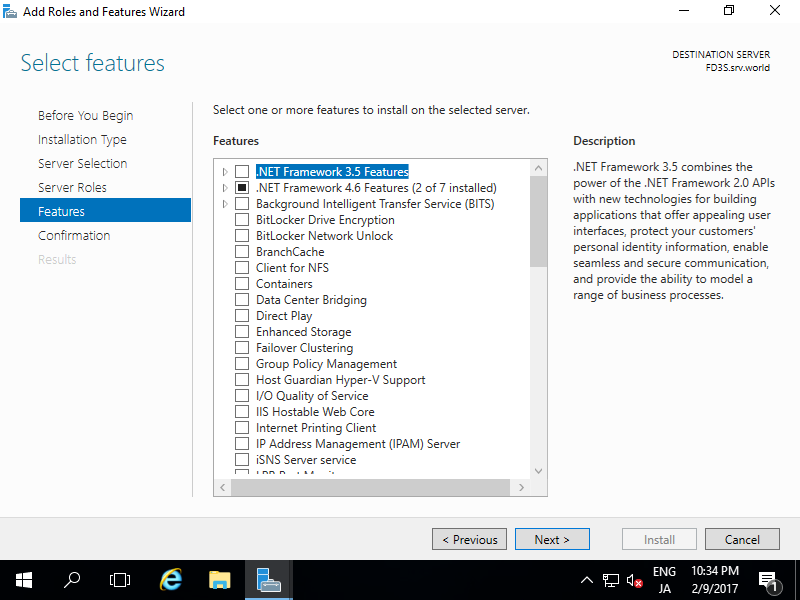 Add Roles and Features Wizard
Select features
DESTINATION SERVER
FD3S.srv.world
Before You Begin
Installation Type
Server Selection
Server Roles
Features
Confirmation
Results
Select one or more features to install on the selected server.
Features
.NET Framework 3.5 Features
.NET Framework 4.6 Features (2 of 7 installed)
Background Intelligent Transfer Service (BITS)
BitLocker Drive Encryption
BitLocker Network Unlock
BranchCache
Client for NFS
Containers
Data Center Bridging
Direct Play
Enhanced Storage
Failover Clustering
Group Policy Management
Host Guardian Hyper-V Support
I/O Quality of Service
IIS Hostable Web Core
Internet Printing Client
IP Address Management (IPAM) Server
iSNS Server service
Description
.NET Framework 3.5 combines the
power of the .NET Framework 2.0 APIs
with new technologies for building
applications that offer appealing user
interfaces, protect your customers'
personal identity information, enable
seamless and secure communication,
and provide the ability to model a
range of business processes.
< Previous
Next >
Install
Cancel
ENG
JA
10:34 PM
2/9/2017
1